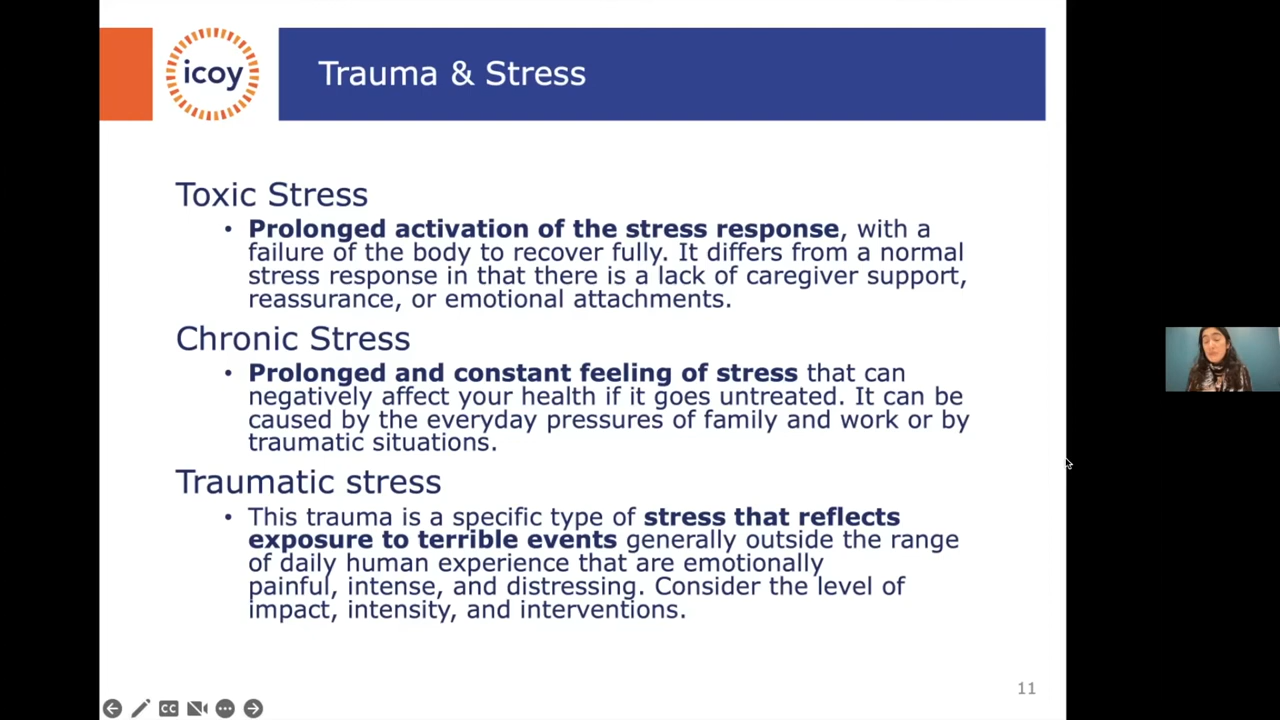 icoy
Trauma & Stress
Toxic Stress
• Prolonged activation of the stress response, with a
failure of the body to recover fully. It differs from a normal
stress response in that there is a lack of caregiver support,
reassurance, or emotional attachments.
Chronic Stress
• Prolonged and constant feeling of stress that can
negatively affect your health if it goes untreated. It can be
caused by the everyday pressures of family and work or by
traumatic situations.
Traumatic stress
• This trauma is a specific type of stress that reflects
exposure to terrible events generally outside the range
of daily human experience that are emotionally
painful, intense, and distressing. Consider the level of
impact, intensity, and interventions.
11
CC